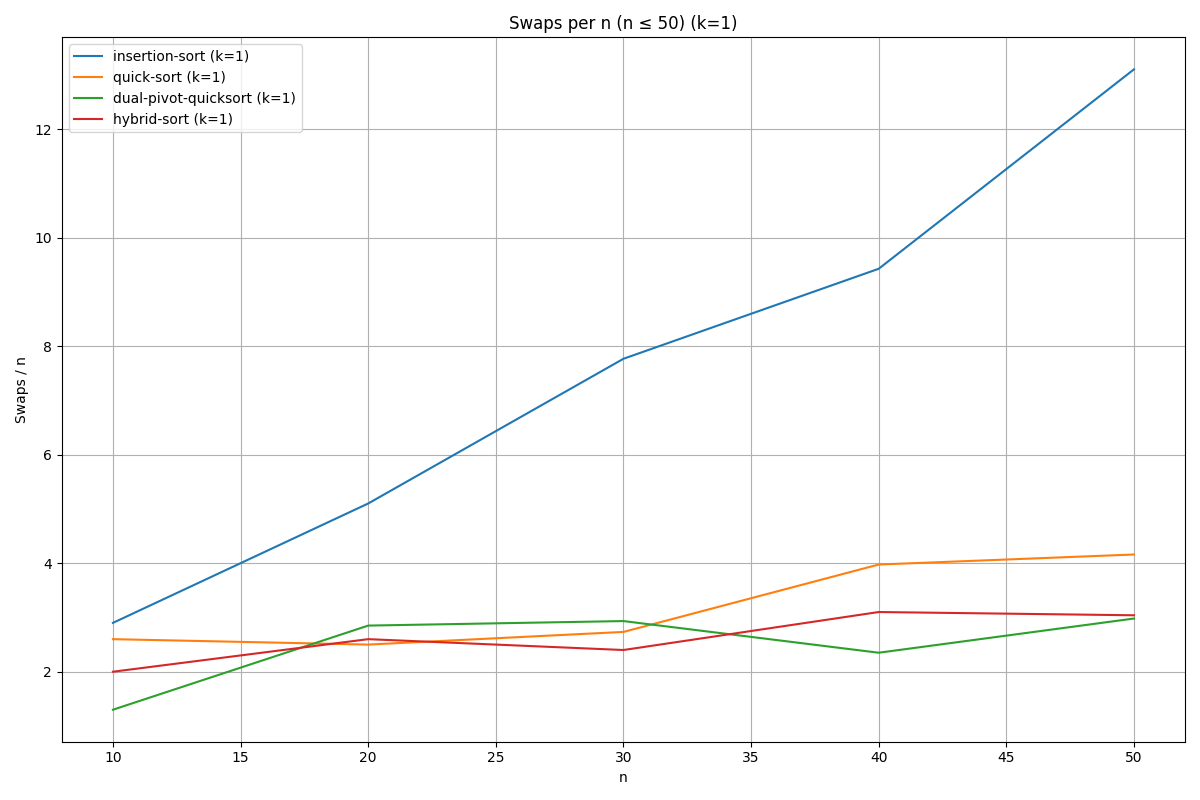 Swaps per n (n ≤ 50) (k=1)
insertion-sort (k=1)
quick-sort (k=1)
dual-pivot-quicksort (k=1)
hybrid-sort (k=1)
Swaps / n
12
10
8
6
4
2
10 15 20 25 30 35 40 45 50
n